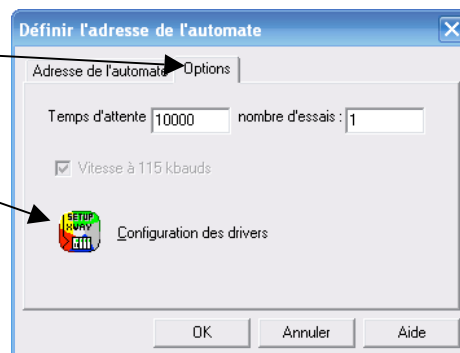 Définir l'adresse de l'automate
Adresse de l'automate Options
Temps d'attente 10000 nombre d'essais : 1
Vitesse à 115 kbauds
SETUP
XWAY
Configuration des drivers
OK Annuler Aide